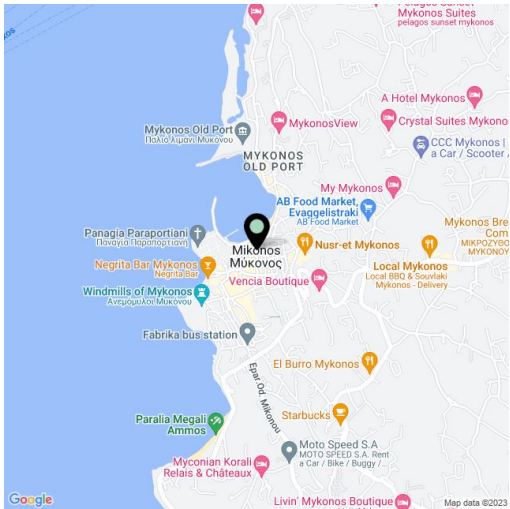 Pelagos Sunset
Mykonos Suites
pelagos sunset mykonos
A Hotel Mykonos
Crystal Suites Mykono
MykonosView
Mykonos Old Port
Παλιό Λιμάνι Μυκόνου
CCC Mykonos |
a Car / Scooter /
MYKONOS
OLD PORT
My Mykonos
AB Food Market,
Evaggelistraki
AB Food Market
Mykonos Bre
Com
ΜΙΚΡΟΖΥΘΟ
ΜΥΚΟΝΟΥ
Panagia Paraportiani
Παναγία Παραπορτιανή
Nusr-et Mykonos
Mikonos
Μύκονος
Negrita Bar Mykonos
Negrita Bar
Local Mykonos
Local BBQ & Souvlaki
Mykonos - Delivery
Vencia Boutique
Windmills of Mykonos
Ανεμόμυλοι Μυκόνου
Fabrika bus station
Epar.Od. Mikonou
El Burro Mykonos
Starbucks
Paralia Megali
Ammos
Moto Speed S.A
MOTO SPEED S.A. Rent
a Car / Bike / Buggy /...
Myconian Korali
Relais & Châteaux
Livin' Mykonos Boutique
Google
Map data ©2023